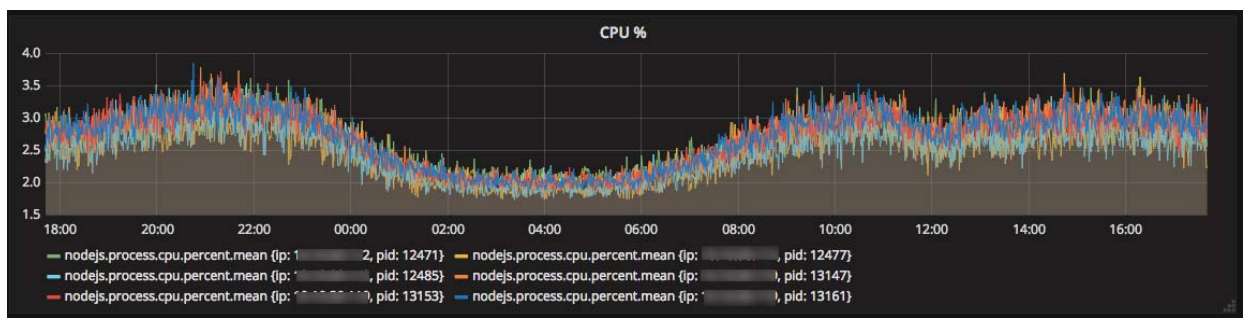 CPU %
4.0
3.5
3.0
2.5
2.0
1.5
18:00 20:00 22:00 00:00 02:00 04:00 06:00 08:00 10:00 12:00 14:00 16:00
nodejs.process.cpu.percent.mean {ip: 1 2, pid: 12471} nodejs.process.cpu.percent.mean {ip: , pid: 12477}
nodejs.process.cpu.percent.mean {ip: , pid: 12485} nodejs.process.cpu.percent.mean {ip: , pid: 13147}
nodejs.process.cpu.percent.mean {ip: , pid: 13153} nodejs.process.cpu.percent.mean {ip: , pid: 13161}